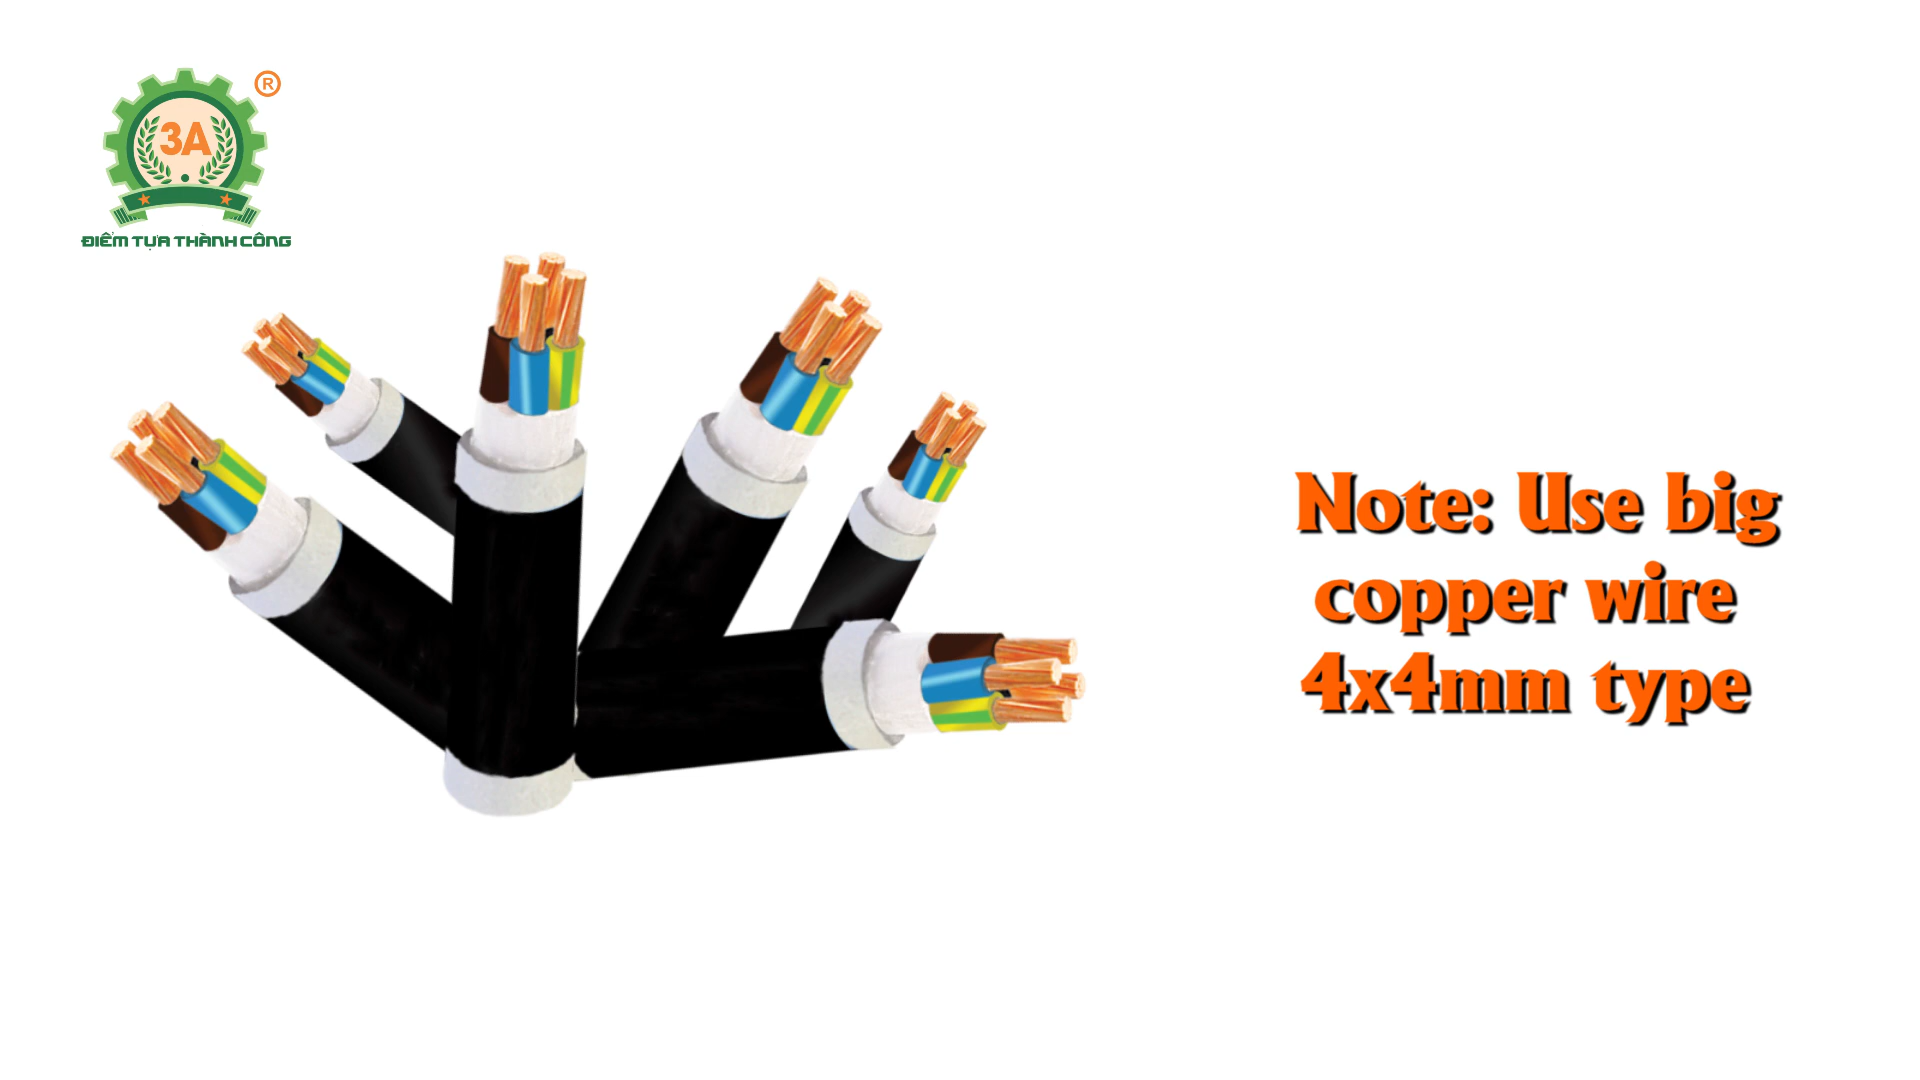 ®
3A
ĐIỂM TỰA THÀNH CÔNG
Note: Use big
copper wire
4x4mm type